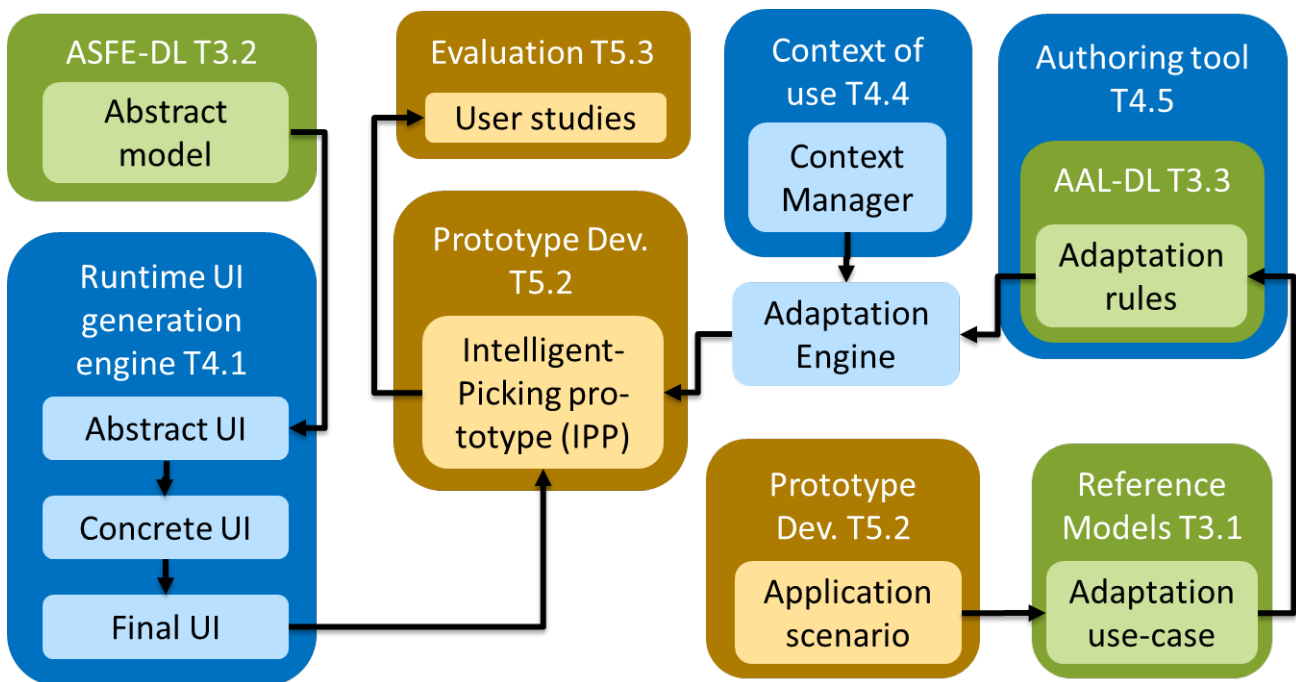 ASFE-DL T3.2
Abstract
model
Runtime UI
generation
engine T4.1
Abstract UI
Concrete UI
Final UI
Evaluation T5.3
User studies
Prototype Dev.
T5.2
Intelligent-
Picking pro-
totype (IPP)
Context of
use T4.4
Context
Manager
Adaptation
Engine
Authoring tool
T4.5
AAL-DL T3.3
Adaptation
rules
Prototype
Dev. T5.2
Application
scenario
Reference
Models T3.1
Adaptation
use-case